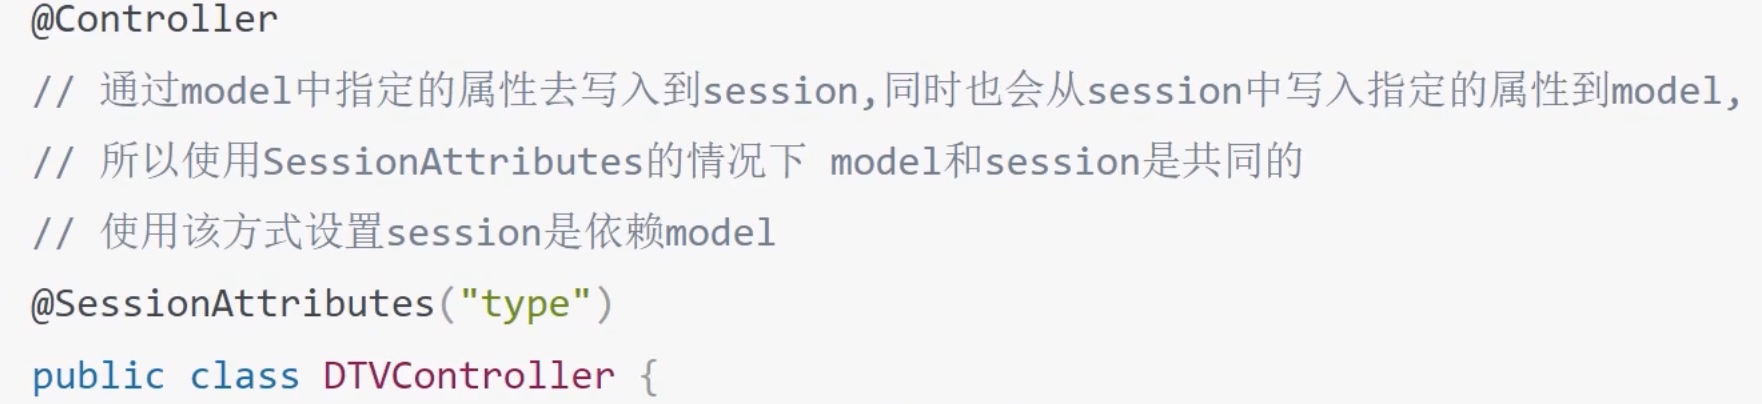 @Controller
// 通过model中指定的属性去写入到session,同时也会从session中写入指定的属性到model,
// 所以使用SessionAttributes的情况下 model和session是共同的
// 使用该方式设置session是依赖model
@SessionAttributes("type")
public class DTVController {